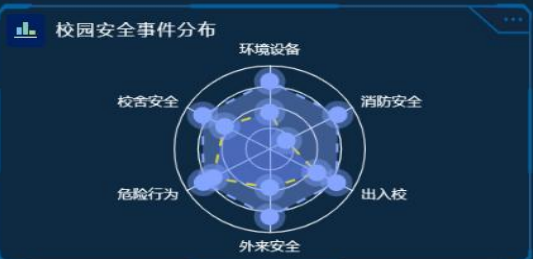 校园安全事件分布
环境设备
校舍安全
消防安全
危险行为
出入校
外来安全